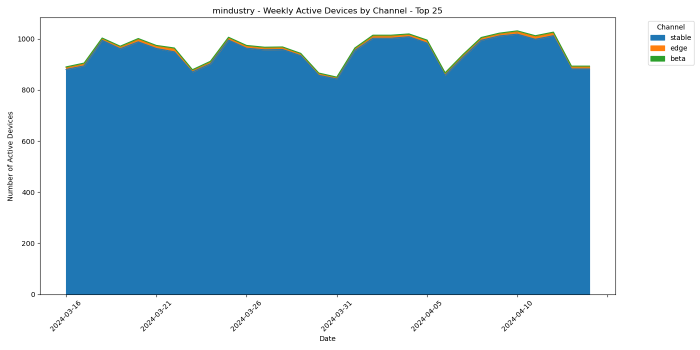 mindustry - Weekly Active Devices by Channel - Top 25
Channel
stable
edge
beta
Number of Active Devices
1000
800
600
400
200
0
2024-03-16
2024-03-21
2024-03-26
2024-03-31
2024-04-05
2024-04-10
Date